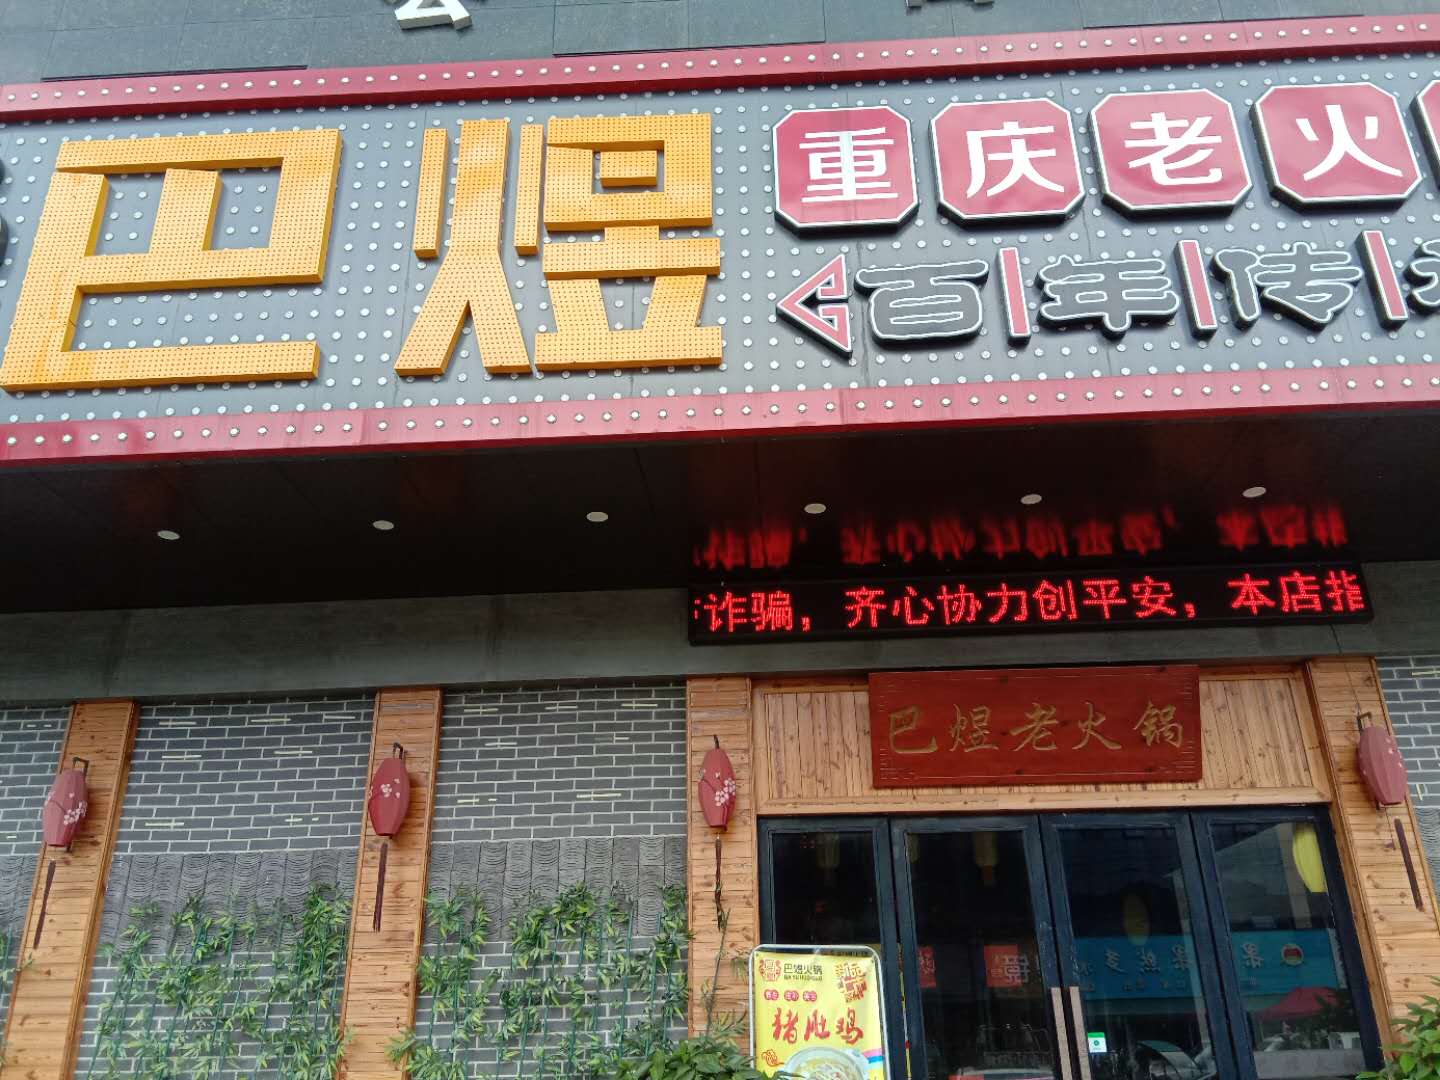 巴煜
重庆老火
百年传
诈骗，齐心协力创平安，本店指
巴煜老火锅
巴煜火锅
猪肚鸡